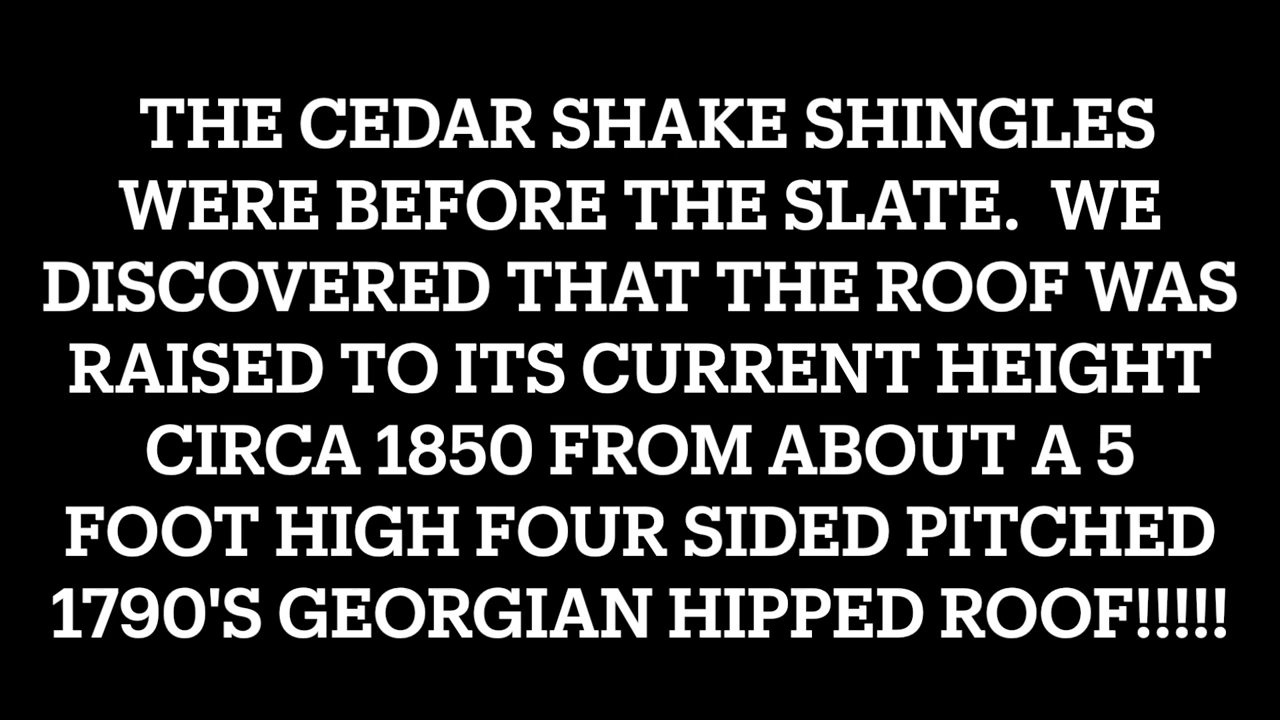 THE CEDAR SHAKE SHINGLES
WERE BEFORE THE SLATE.  WE
DISCOVERED THAT THE ROOF WAS
RAISED TO ITS CURRENT HEIGHT
CIRCA 1850 FROM ABOUT A 5
FOOT HIGH FOUR SIDED PITCHED
1790'S GEORGIAN HIPPED ROOF!!!!!